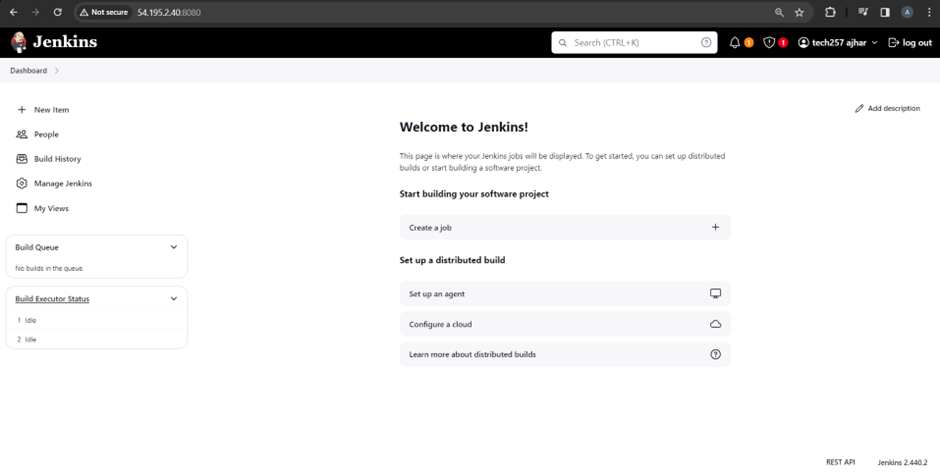 Not secure 54.195.2.40:8080
A
Jenkins
Search (CTRL+K)
1
1
tech257 ajhar
log out
Dashboard
New Item
People
Build History
Manage Jenkins
My Views
Build Queue
No builds in the queue.
Build Executor Status
1 Idle
2 Idle
Add description
Welcome to Jenkins!
This page is where your Jenkins jobs will be displayed. To get started, you can set up distributed
builds or start building a software project.
Start building your software project
Create a job
Set up a distributed build
Set up an agent
Configure a cloud
Learn more about distributed builds
REST API
Jenkins 2.440.2